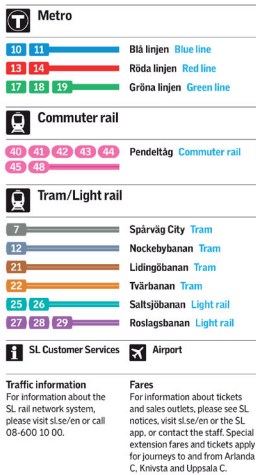 T Metro
10 11 Blå linjen Blue line
13 14 Röda linjen Red line
17 18 19 Gröna linjen Green line
Commuter rail
40 41 42 43 44 Pendeltåg Commuter rail
45 48
Tram/Light rail
7 Spårväg City Tram
12 Nockebybanan Tram
21 Lidingöbanan Tram
22 Tvärbanan Tram
25 26 Saltsjöbanan Light rail
27 28 29 Roslagsbanan Light rail
i SL Customer Services Airport
Traffic information
For information about the
SL rail network system,
please visit sl.se/en or call
08-600 10 00.
Fares
For information about tickets
and sales outlets, please see SL
notices, visit sl.se/en or the SL
app, or contact the staff. Special
extension fares and tickets apply
for journeys to and from Arlanda
C, Knivsta and Uppsala C.